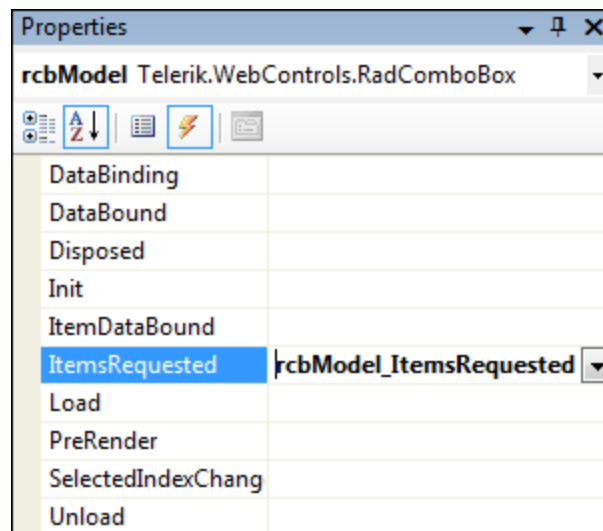 Properties
rcbModel Telerik.WebControls.RadComboBox
A
Z
DataBinding
DataBound
Disposed
Init
ItemDataBound
ItemsRequested rcbModel_ItemsRequested
Load
PreRender
SelectedIndexChang
Unload